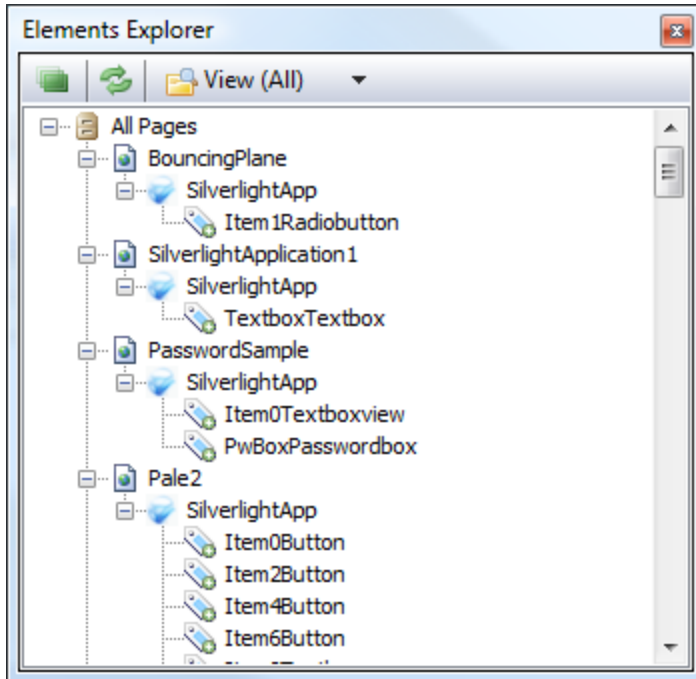 Elements Explorer
View (All)
All Pages
BouncingPlane
SilverlightApp
Item1Radiobutton
SilverlightApplication1
SilverlightApp
TextboxTextbox
PasswordSample
SilverlightApp
Item0Textboxview
PwBoxPasswordbox
Pale2
SilverlightApp
Item0Button
Item2Button
Item4Button
Item6Button